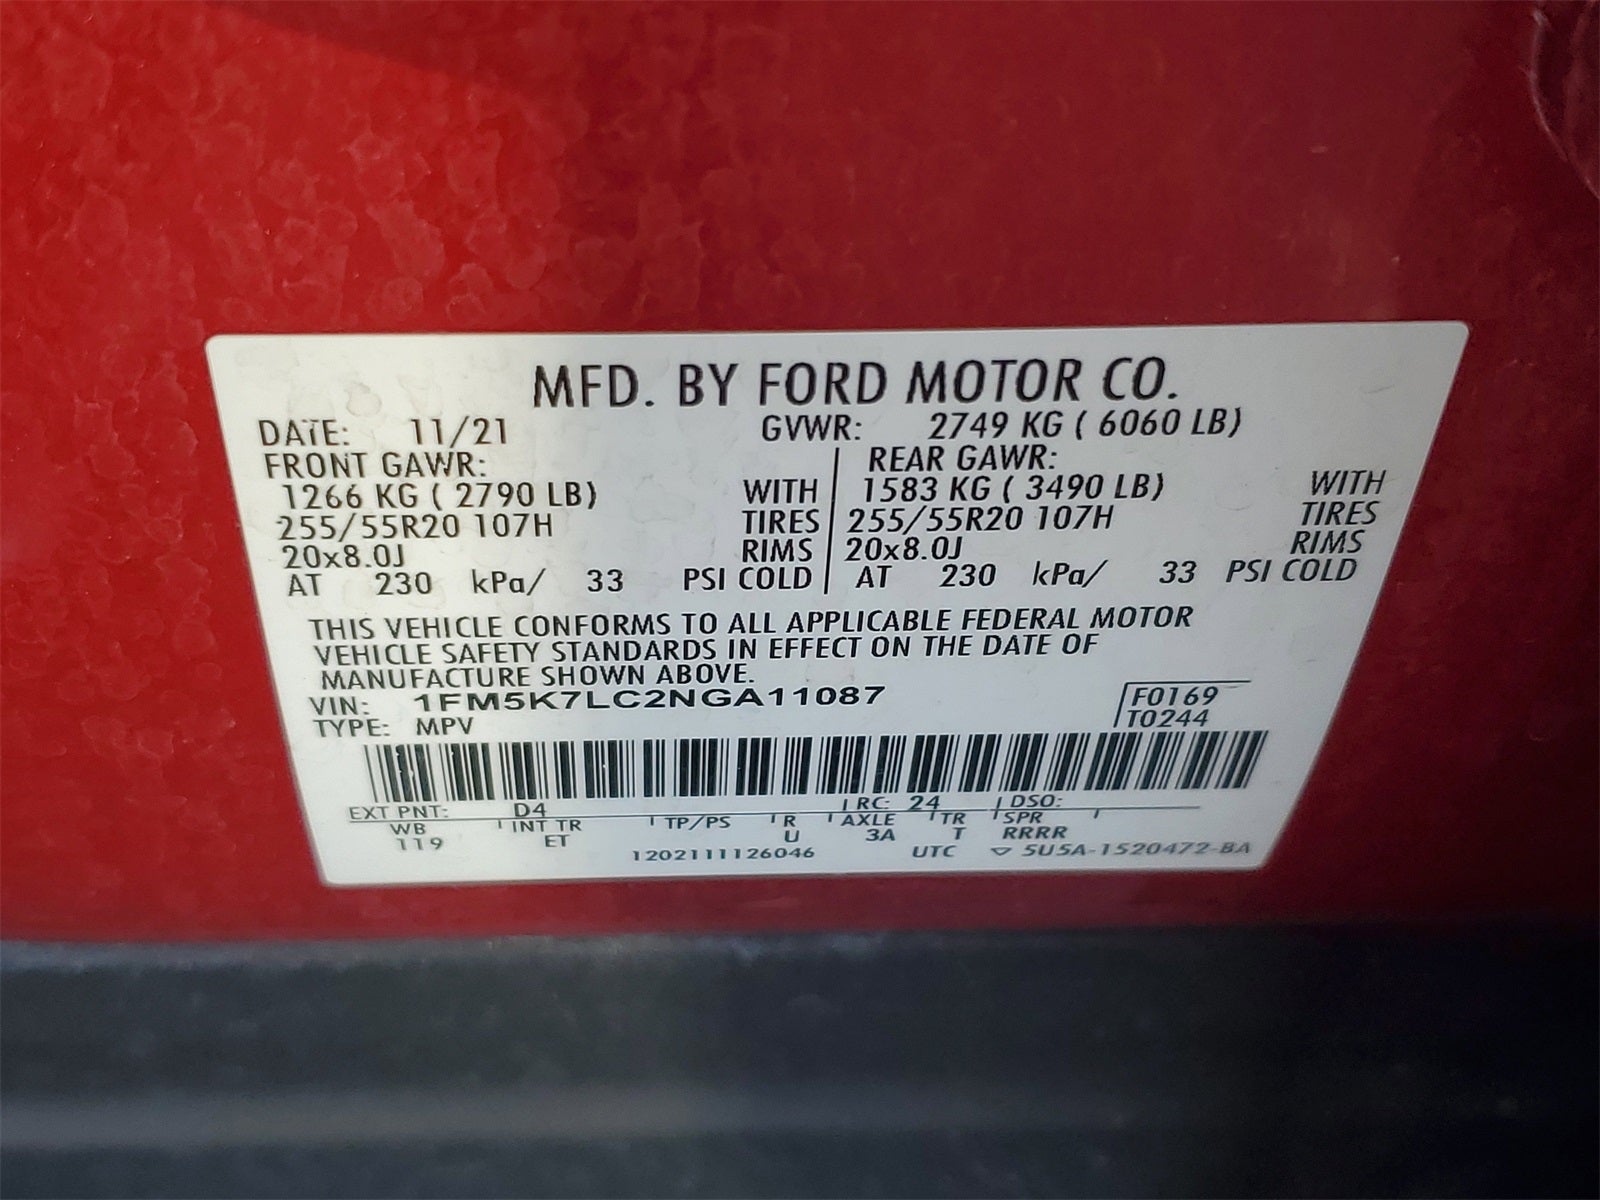 MFD. BY FORD MOTOR CO.
DATE: 11/21 GVWR: 2749 KG ( 6060 LB)
FRONT GAWR: REAR GAWR:
1266 KG ( 2790 LB) WITH 1583 KG ( 3490 LB) WITH
255/55R20 107H TIRES 255/55R20 107H TIRES
20x8.0J RIMS 20x8.0J RIMS
AT 230 kPa/ 33 PSI COLD AT 230 kPa/ 33 PSI COLD
THIS VEHICLE CONFORMS TO ALL APPLICABLE FEDERAL MOTOR
VEHICLE SAFETY STANDARDS IN EFFECT ON THE DATE OF
MANUFACTURE SHOWN ABOVE.
VIN: 1FM5K7LC2NGA11087 F0169
TYPE: MPV T0244
EXT PNT: D4 RC: 24 DSO:
WB INT TR TP/PS R AXLE TR SPR
119 ET U 3A T RRRR
1202111126046 UTC ▽ 5U5A-1520472-BA